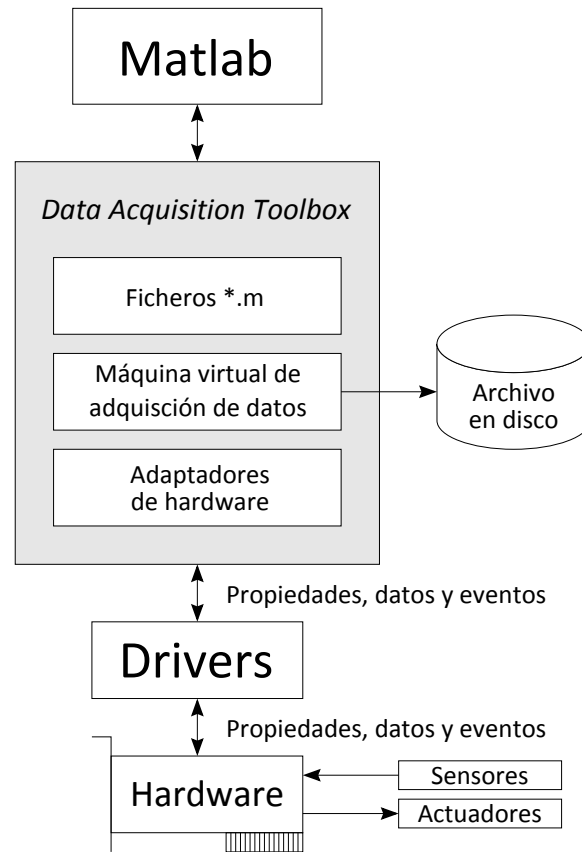 Matlab
Data Acquisition Toolbox
Ficheros *.m
Máquina virtual de
adquisción de datos
Archivo
en disco
Adaptadores
de hardware
Propiedades, datos y eventos
Drivers
Propiedades, datos y eventos
Hardware
Sensores
Actuadores